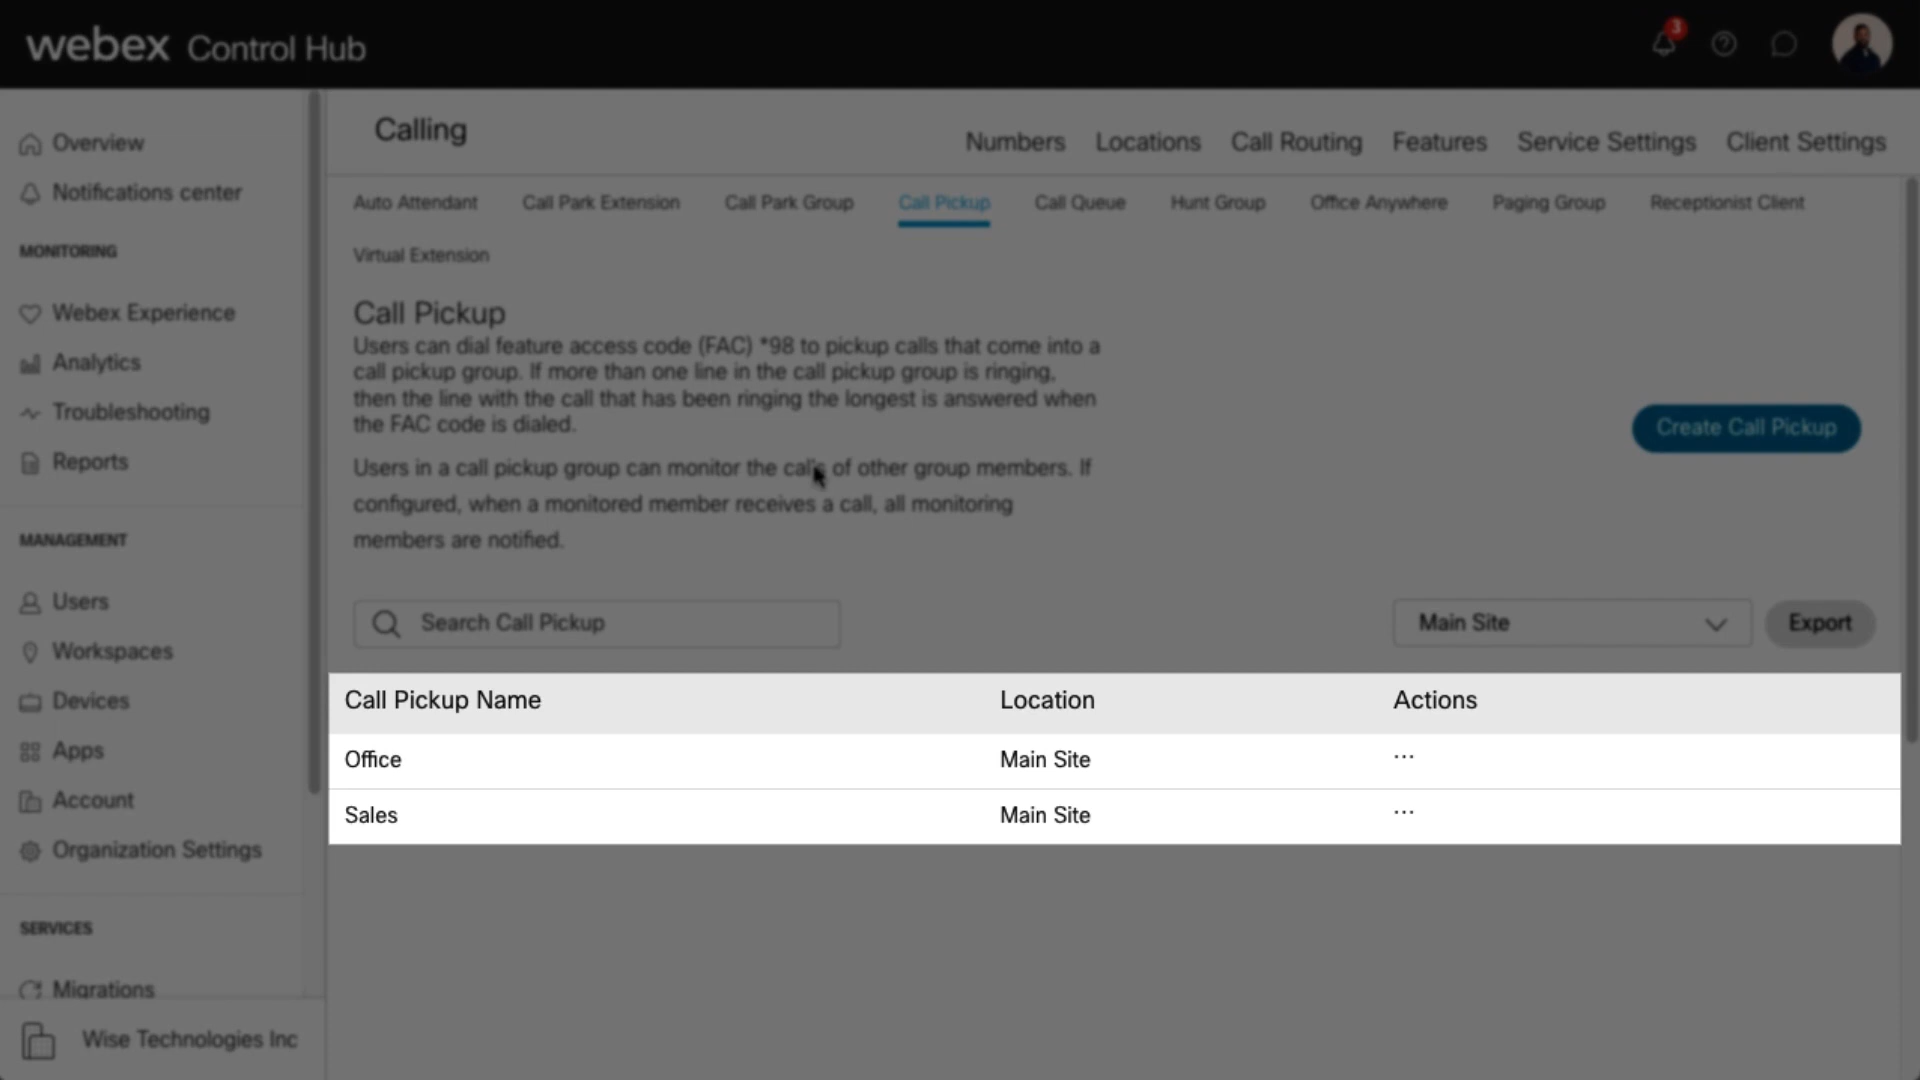 webex Control Hub
3
Overview
Notifications center
MONITORING
Webex Experience
Analytics
Troubleshooting
Reports
MANAGEMENT
Users
Workspaces
Devices
Apps
Account
Organization Settings
SERVICES
Migrations
Wise Technologies Inc
Calling
Numbers Locations Call Routing Features Service Settings Client Settings
Auto Attendant Call Park Extension Call Park Group Call Pickup Call Queue Hunt Group Office Anywhere Paging Group Receptionist Client
Virtual Extension
Call Pickup
Users can dial feature access code (FAC) *98 to pickup calls that come into a
call pickup group. If more than one line in the call pickup group is ringing,
then the line with the call that has been ringing the longest is answered when
the FAC code is dialed.
Create Call Pickup
Users in a call pickup group can monitor the calls of other group members. If
configured, when a monitored member receives a call, all monitoring
members are notified.
Search Call Pickup
Main Site
Export
Call Pickup Name Location Actions
Office Main Site ...
Sales Main Site ...